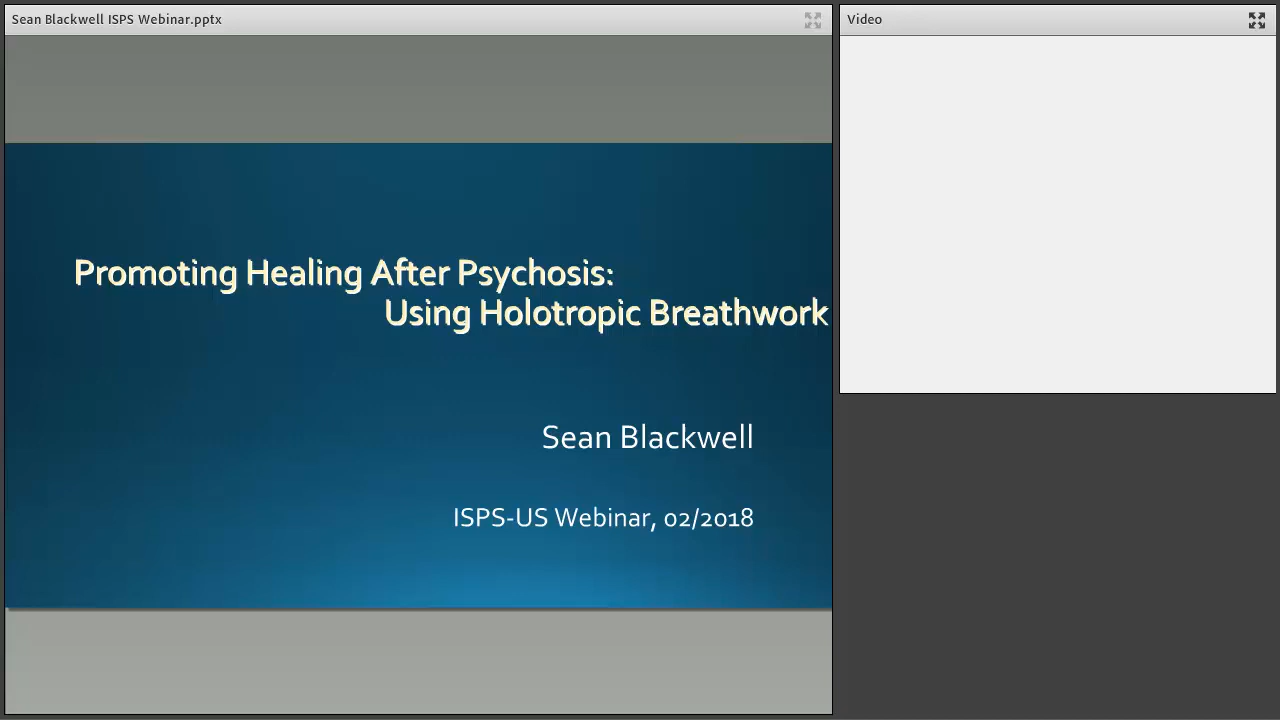 Sean Blackwell ISPS Webinar.pptx
Video
Promoting Healing After Psychosis:
Using Holotropic Breathwork
Sean Blackwell
ISPS-US Webinar, 02/2018